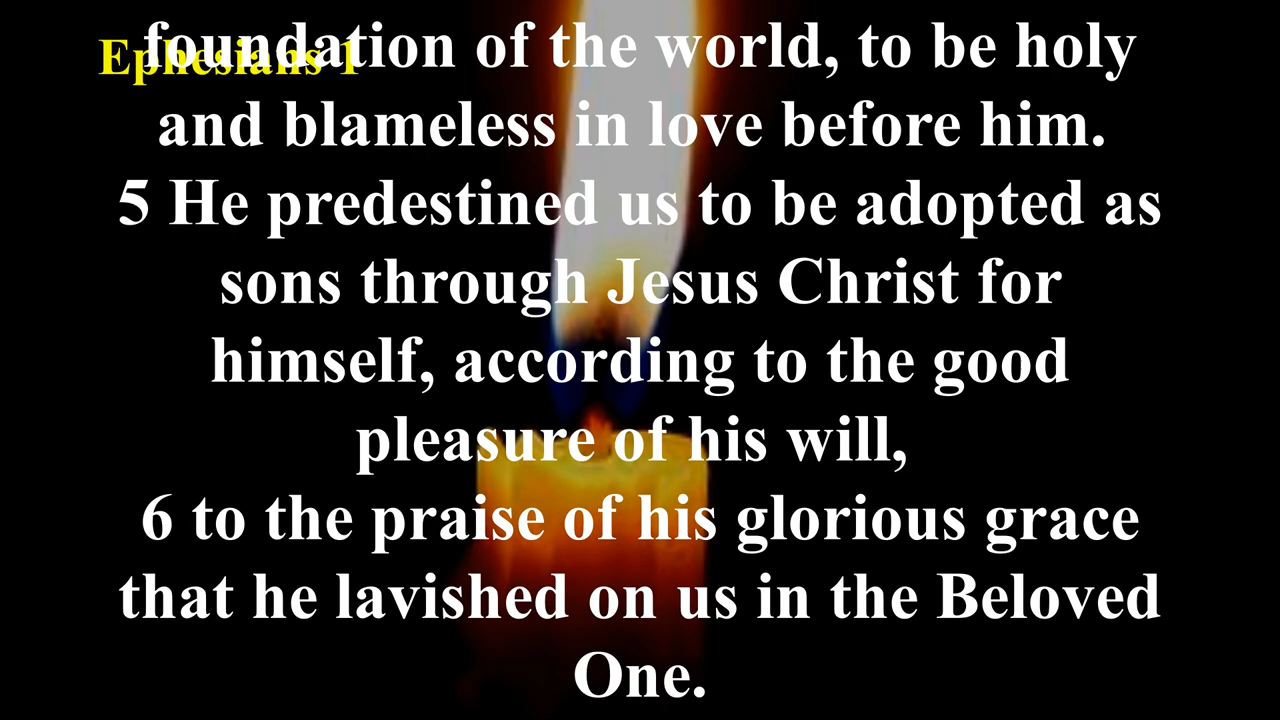 Ephesians 1
foundation of the world, to be holy
and blameless in love before him.
5 He predestined us to be adopted as
sons through Jesus Christ for
himself, according to the good
pleasure of his will,
6 to the praise of his glorious grace
that he lavished on us in the Beloved
One.